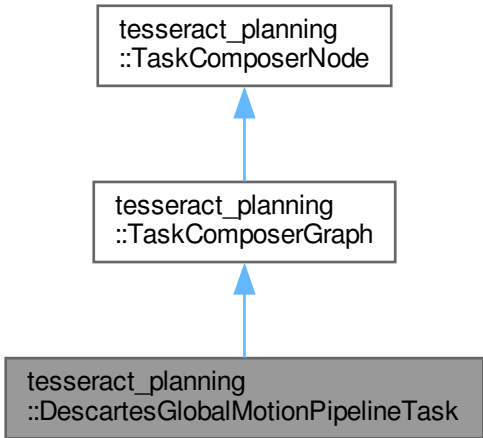 tesseract_planning
::TaskComposerNode
tesseract_planning
::TaskComposerGraph
tesseract_planning
::DescartesGlobalMotionPipelineTask